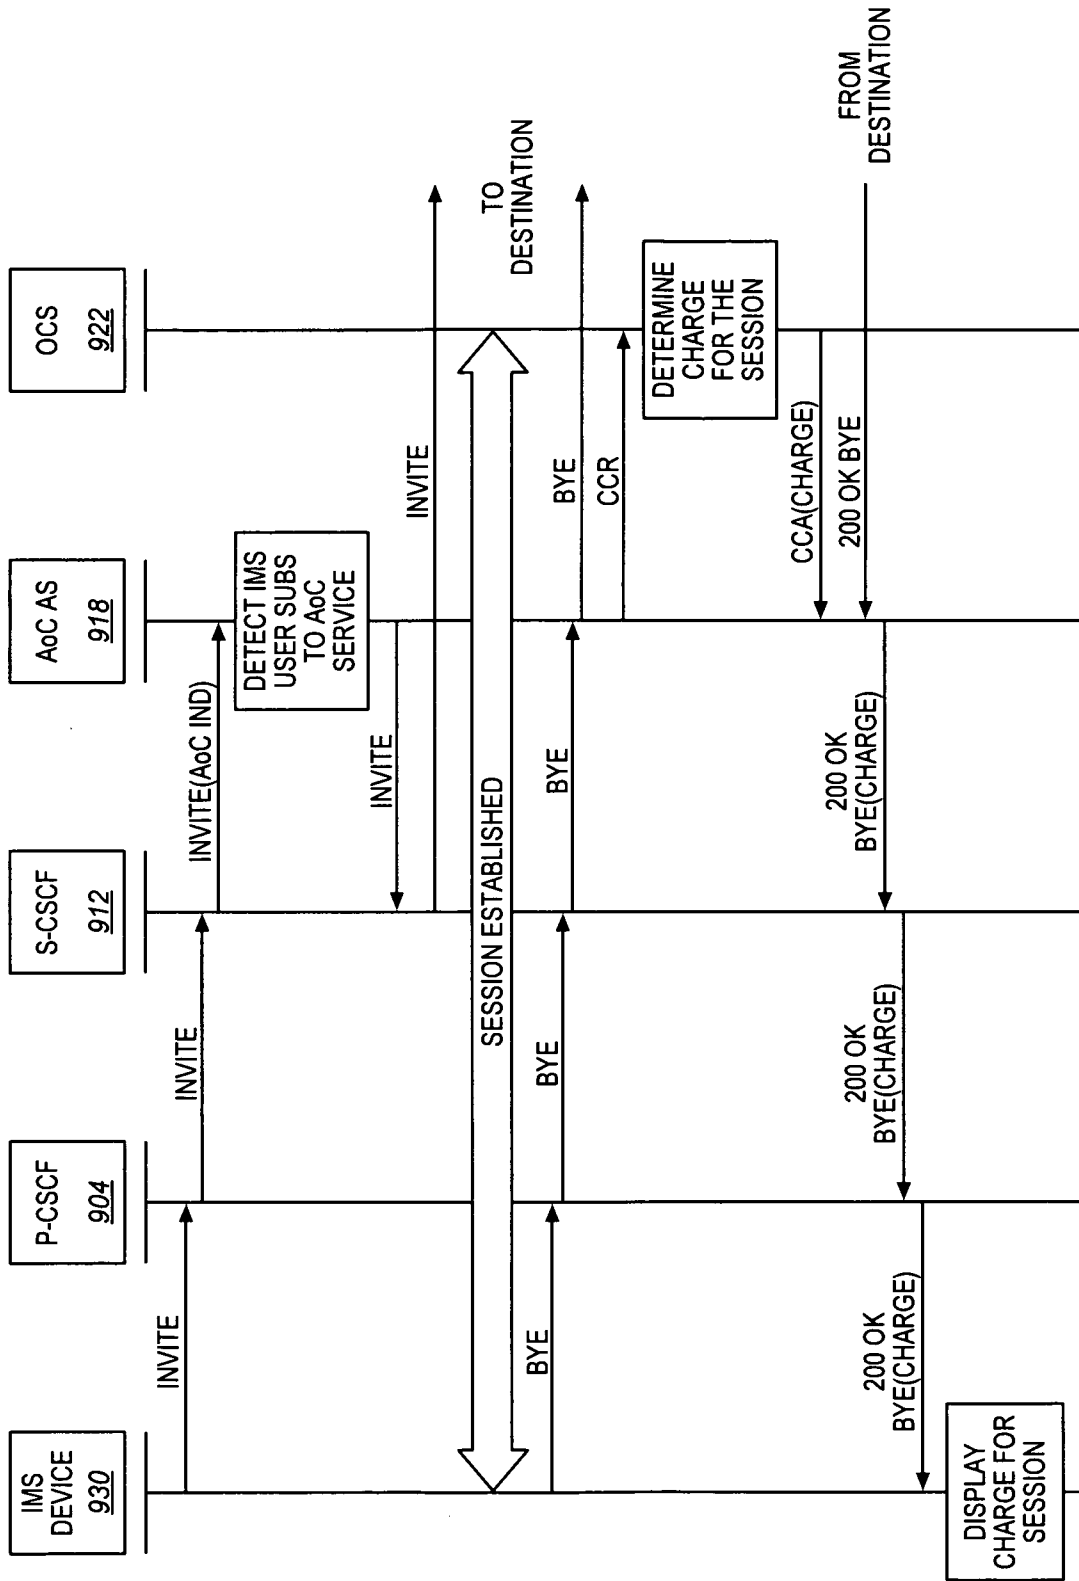 IMS
DEVICE
930
P-CSCF
904
S-CSCF
912
AoC AS
918
OCS
922
INVITE
INVITE
INVITE(AoC IND)
DETECT IMS
USER SUBS
TO AoC
SERVICE
INVITE
INVITE
TO
DESTINATION
SESSION ESTABLISHED
BYE
BYE
BYE
BYE
CCR
DETERMINE
CHARGE
FOR THE
SESSION
CCA(CHARGE)
200 OK BYE
FROM
DESTINATION
200 OK
BYE(CHARGE)
200 OK
BYE(CHARGE)
200 OK
BYE(CHARGE)
DISPLAY
CHARGE FOR
SESSION